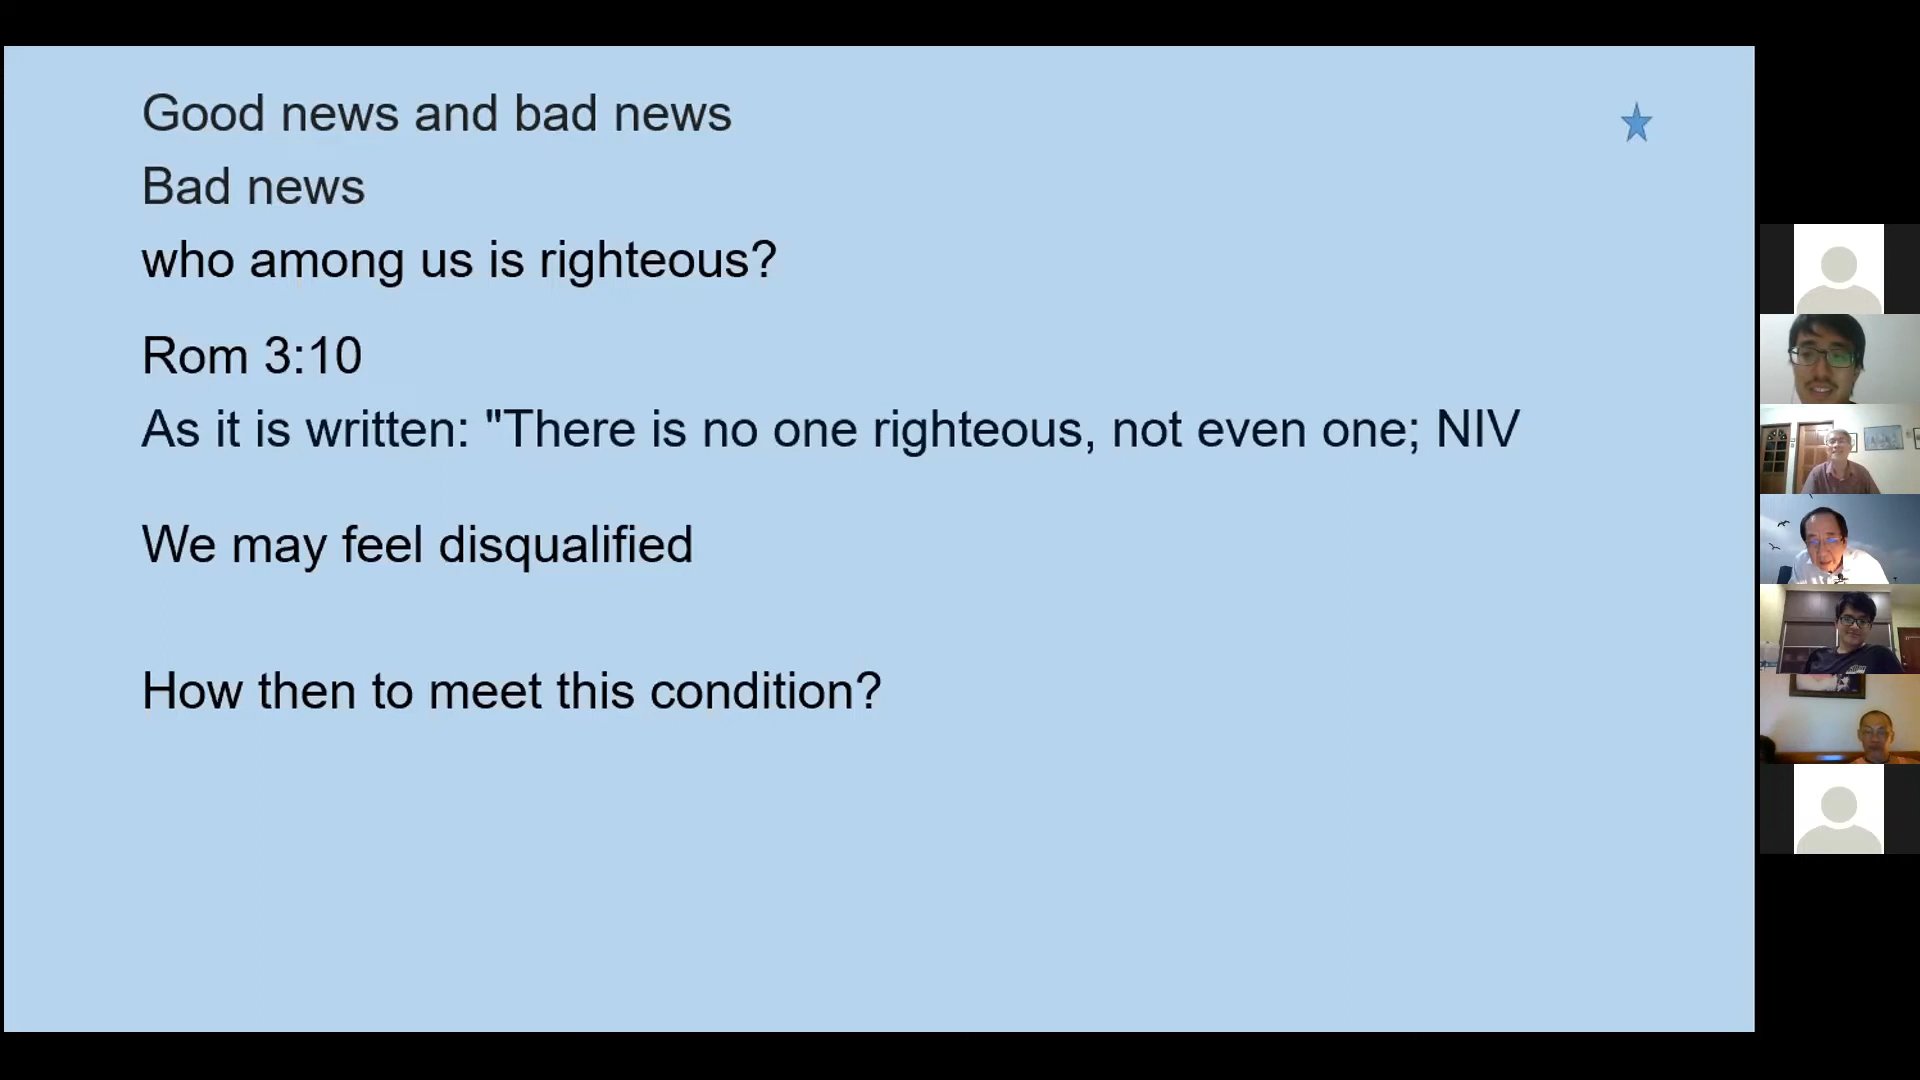 Good news and bad news
Bad news
who among us is righteous?
Rom 3:10
As it is written: "There is no one righteous, not even one; NIV
We may feel disqualified
How then to meet this condition?